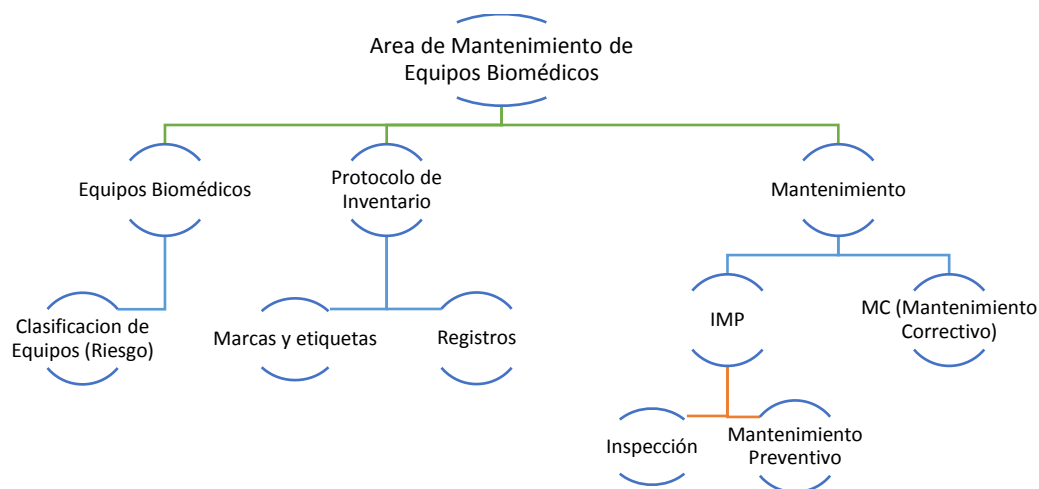 Area de Mantenimiento de
Equipos Biomédicos
Equipos Biomédicos
Protocolo de
Inventario
Mantenimiento
Clasificacion de
Equipos (Riesgo)
Marcas y etiquetas
Registros
IMP
MC (Mantenimiento
Correctivo)
Inspección
Mantenimiento
Preventivo